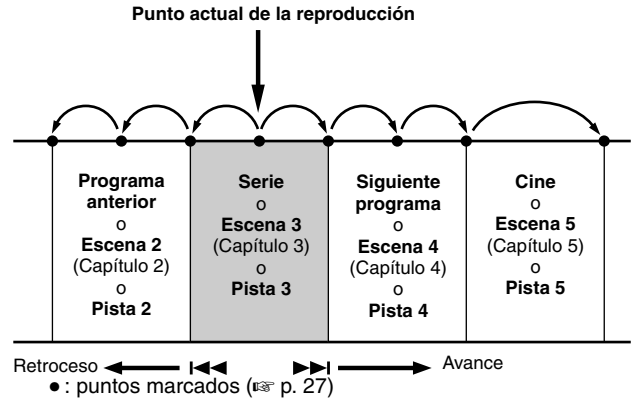 Punto actual de la reproducción
Programa
anterior
o
Escena 2
(Capítulo 2)
o
Pista 2
Serie
o
Escena 3
(Capítulo 3)
o
Pista 3
Siguiente
programa
o
Escena 4
(Capítulo 4)
o
Pista 4
Cine
o
Escena 5
(Capítulo 5)
o
Pista 5
Retroceso
Avance
● : puntos marcados (☞ p. 27)